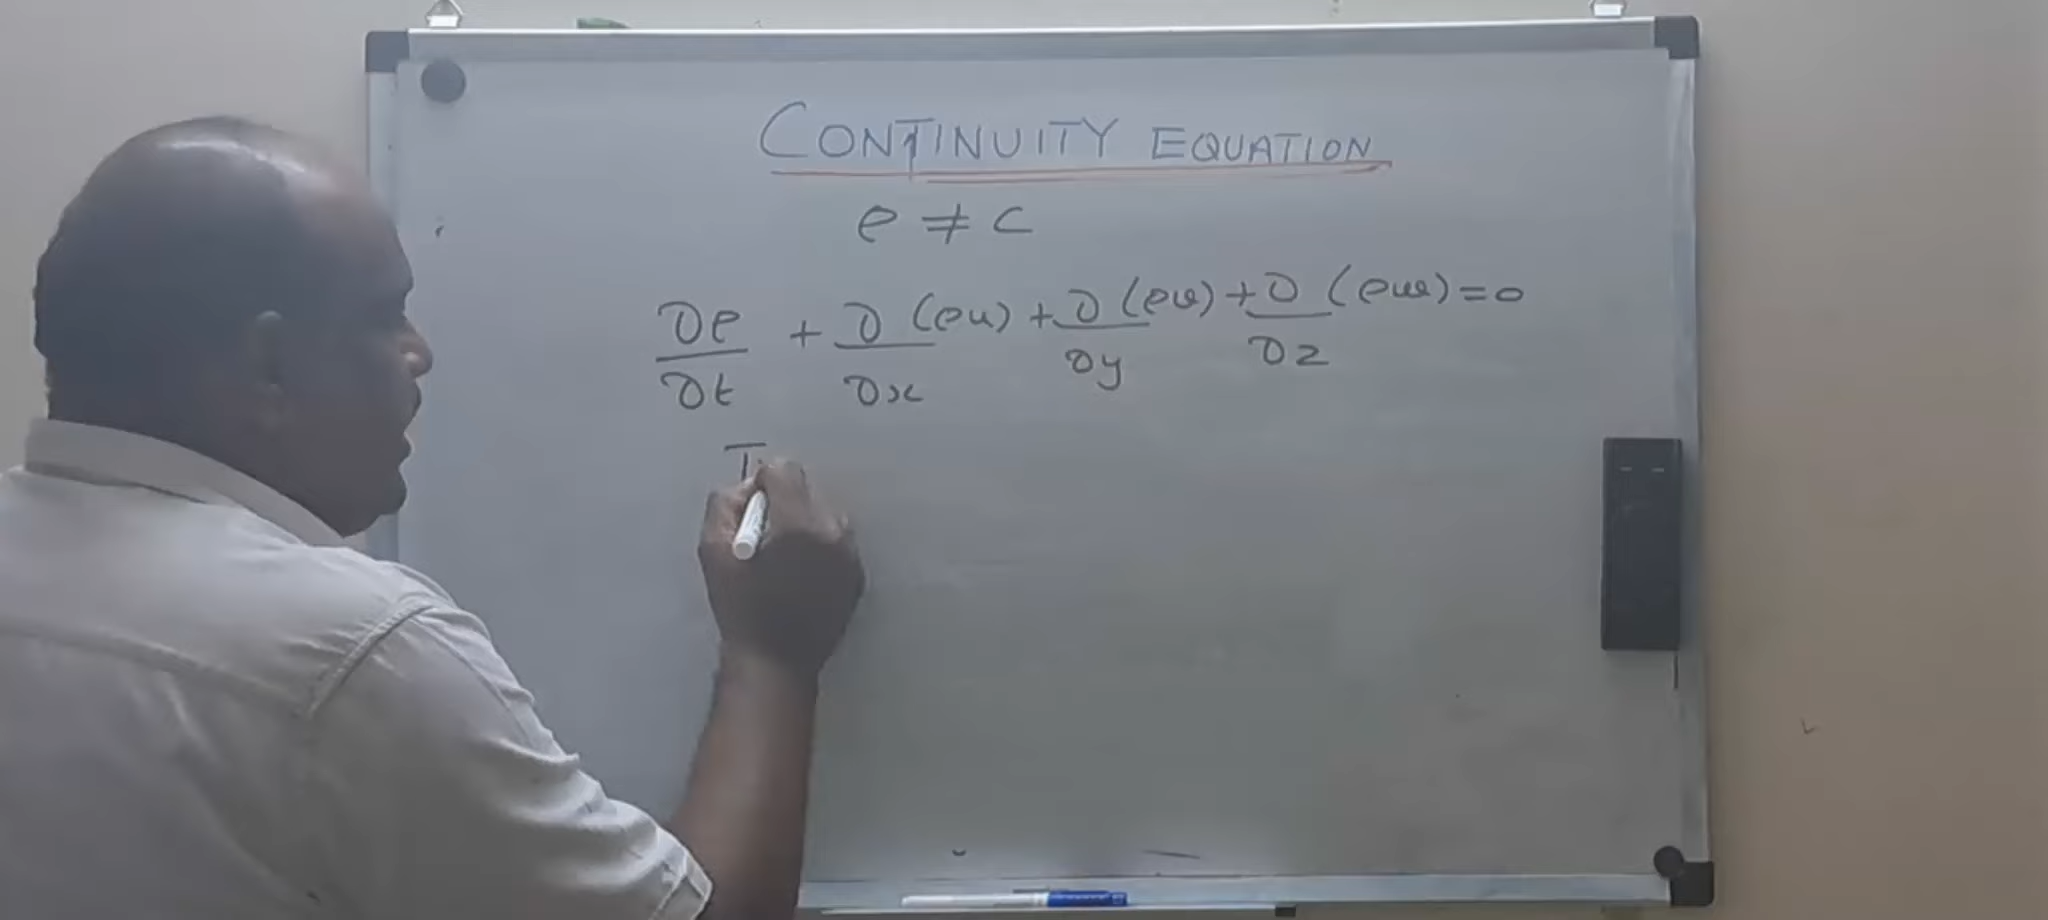 CONTINUITY EQUATION
ρ ≠ C
∂ρ/∂t + ∂/∂x (ρu) + ∂/∂y (ρv) + ∂/∂z (ρw) = 0